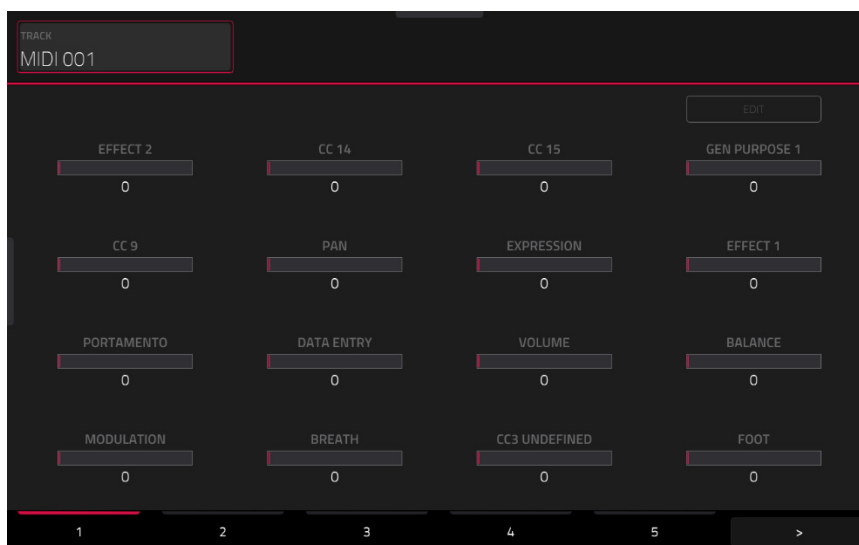 TRACK
MIDI 001
EDIT
EFFECT 2 CC 14 CC 15 GEN PURPOSE 1
0 0 0 0
CC 9 PAN EXPRESSION EFFECT 1
0 0 0 0
PORTAMENTO DATA ENTRY VOLUME BALANCE
0 0 0 0
MODULATION BREATH CC3 UNDEFINED FOOT
0 0 0 0
1 2 3 4 5 >